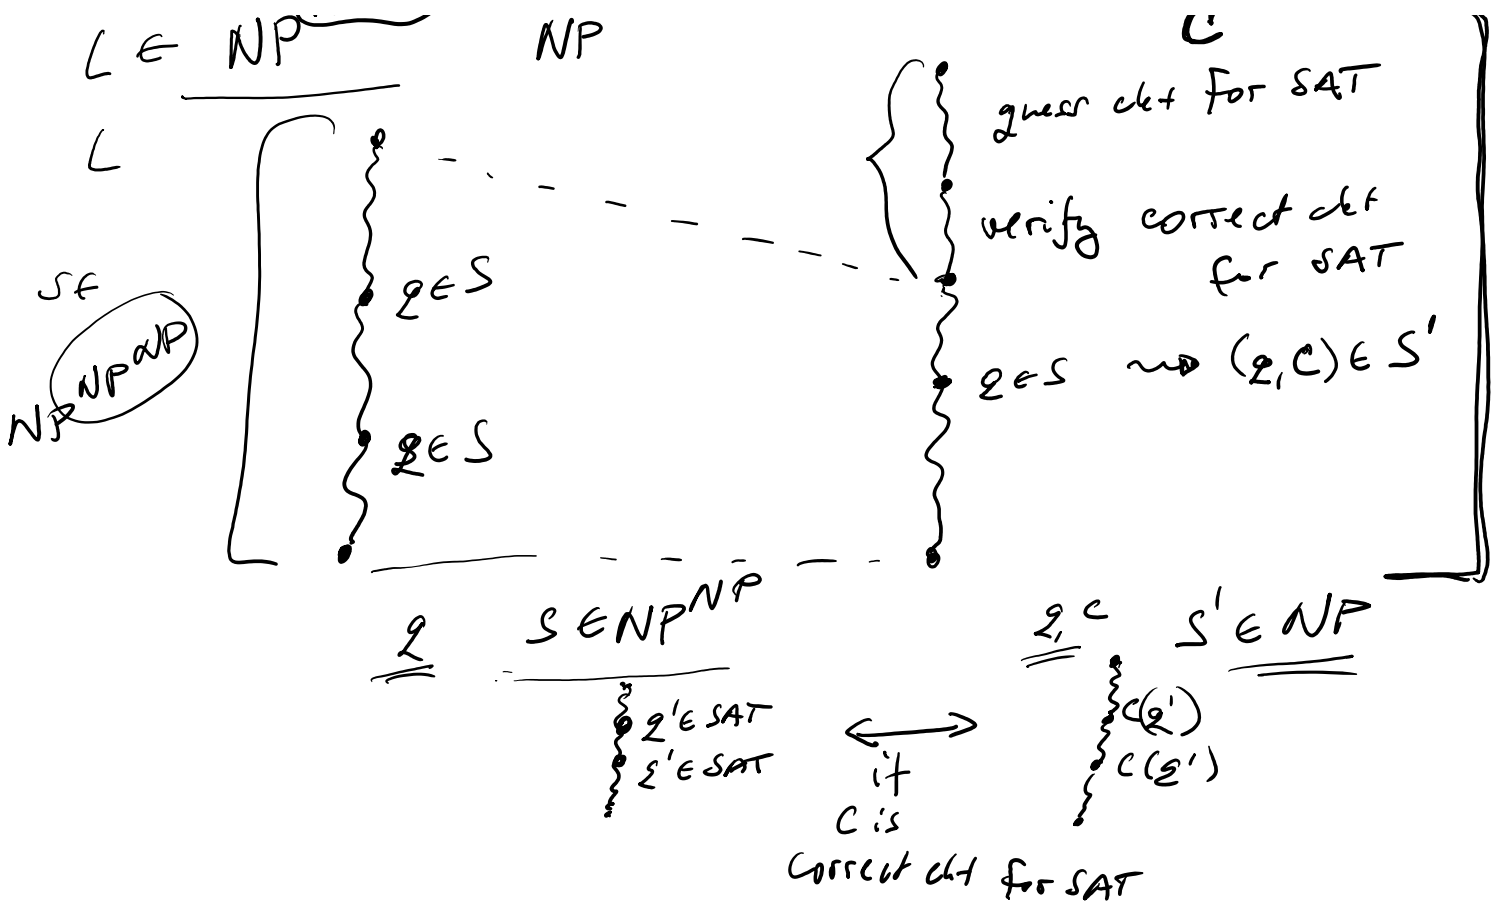 L ∈ NP
NP
C
L
guess ckt for SAT
verify correct ckt
for SAT
q ∈ S
S ∈
NP^NP^NP
q ∈ S ⇝ (q, C) ∈ S'
q ∈ S
q S ∈ NP^NP
q, C S' ∈ NP
q' ∈ SAT
q' ∈ SAT
C(q')
C(q')
if
C is
correct ckt for SAT